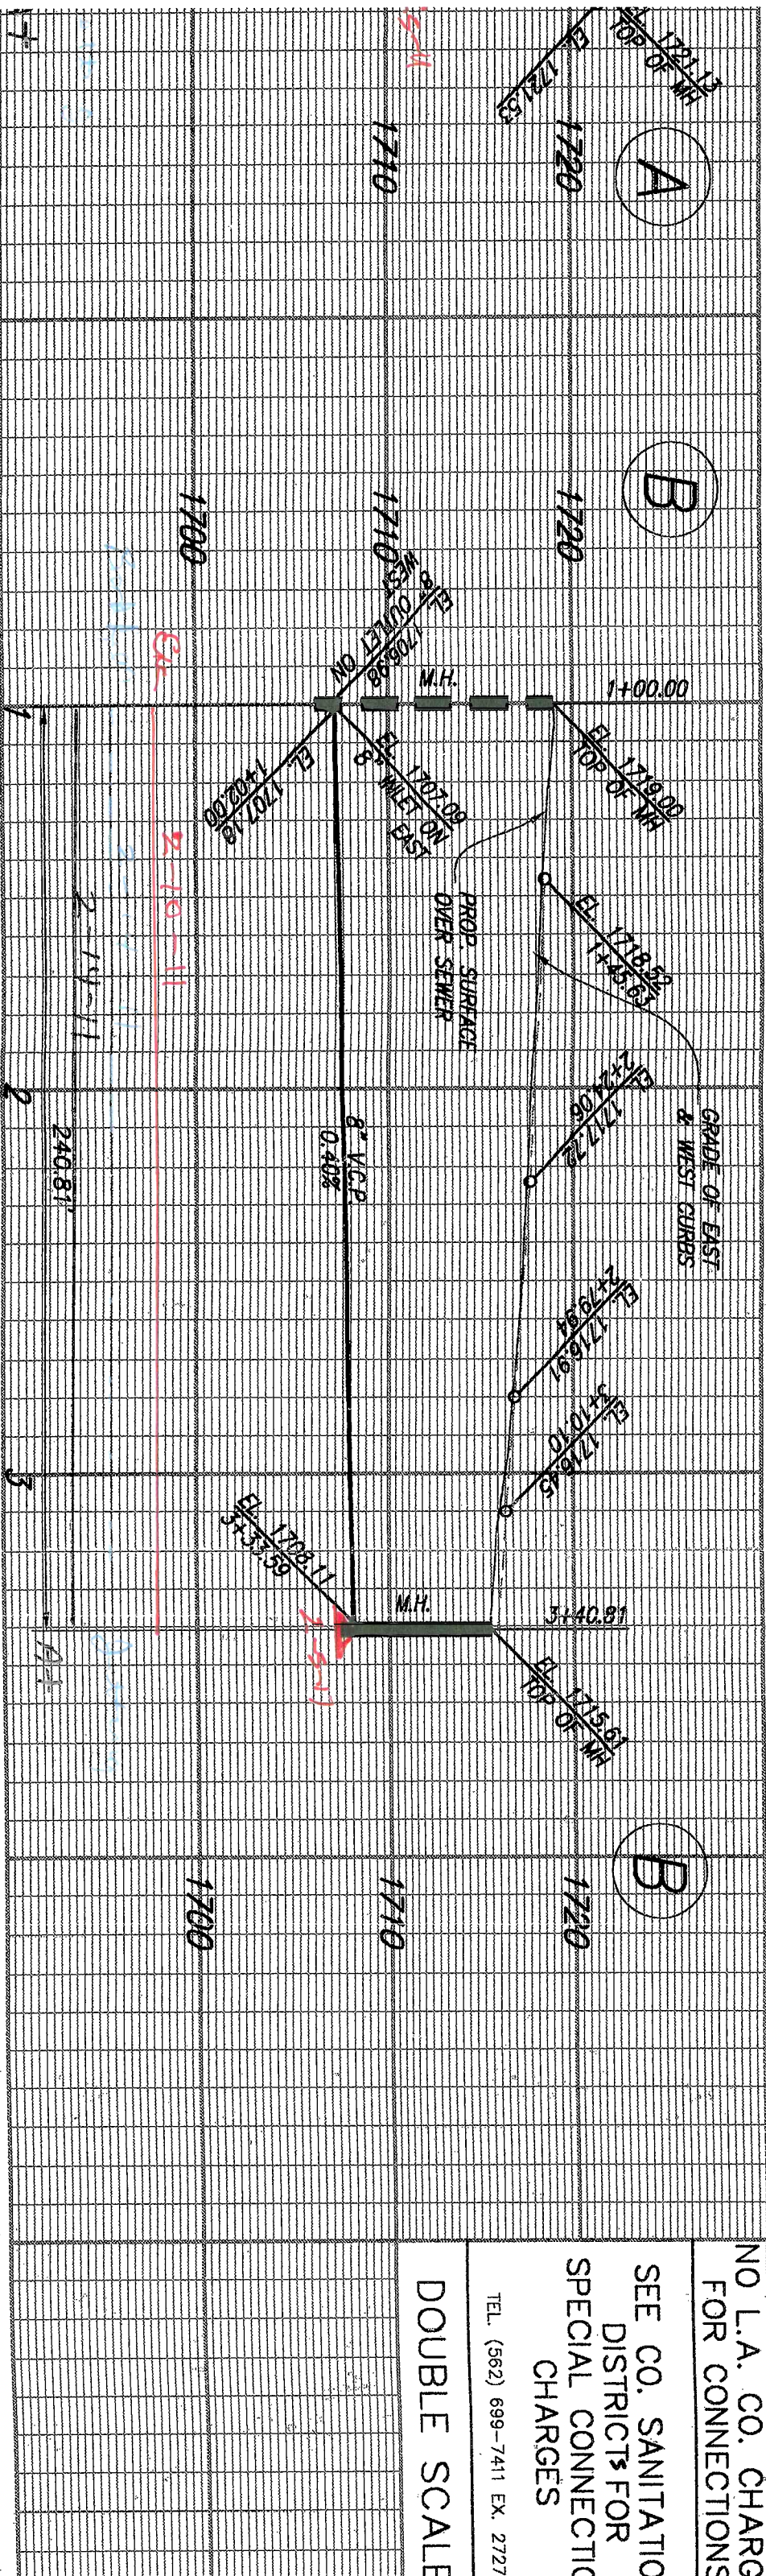 EL. 1721.13
TOP OF MH
EL. 1721.53
A
1720
1710
B
1720
1710
1700
EL. 1706.98
8" OUTLET ON
WEST
M.H.
1+00.00
EL. 1719.00
TOP OF MH
EL. 1707.09
8" INLET ON
EAST
EL. 1707.19
1+02.00
EL. 1718.52
1+45.63
PROP. SURFACE
OVER SEWER
GRADE OF EAST
& WEST CURBS
EL. 1717.72
2+24.06
EL. 1716.91
2+79.94
EL. 1716.45
3+10.10
8" V.C.P.
0.40%
EL. 1708.11
3+33.59
M.H.
3+40.81
EL. 1715.61
TOP OF MH
2-10-11
2-14-11
240.81'
1
2
3
B
1720
1710
1700
NO L.A. CO. CHARG
FOR CONNECTIONS
SEE CO. SANITATIO
DISTRICTS FOR
SPECIAL CONNECTIO
CHARGES
TEL. (562) 699-7411 EX. 2727
DOUBLE SCALE